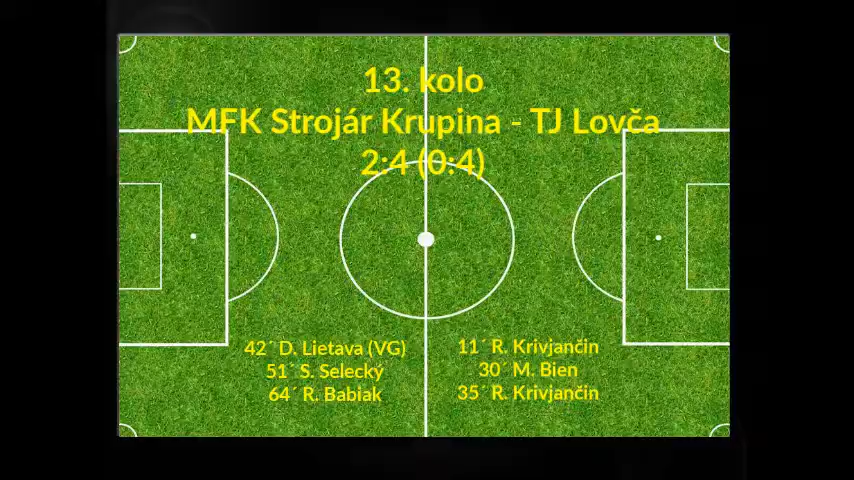 13. kolo
MFK Strojár Krupina - TJ Lovča
2:4 (0:4)
42´ D. Lietava (VG)
51´ S. Selecký
64´ R. Babiak
11´ R. Krivjančin
30´ M. Bien
35´ R. Krivjančin